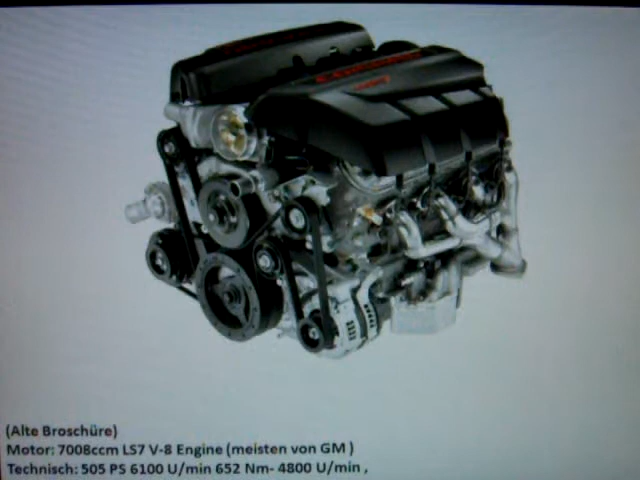 (Alte Broschüre)
Motor: 7008ccm LS7 V-8 Engine (meisten von GM )
Technisch: 505 PS 6100 U/min 652 Nm- 4800 U/min ,